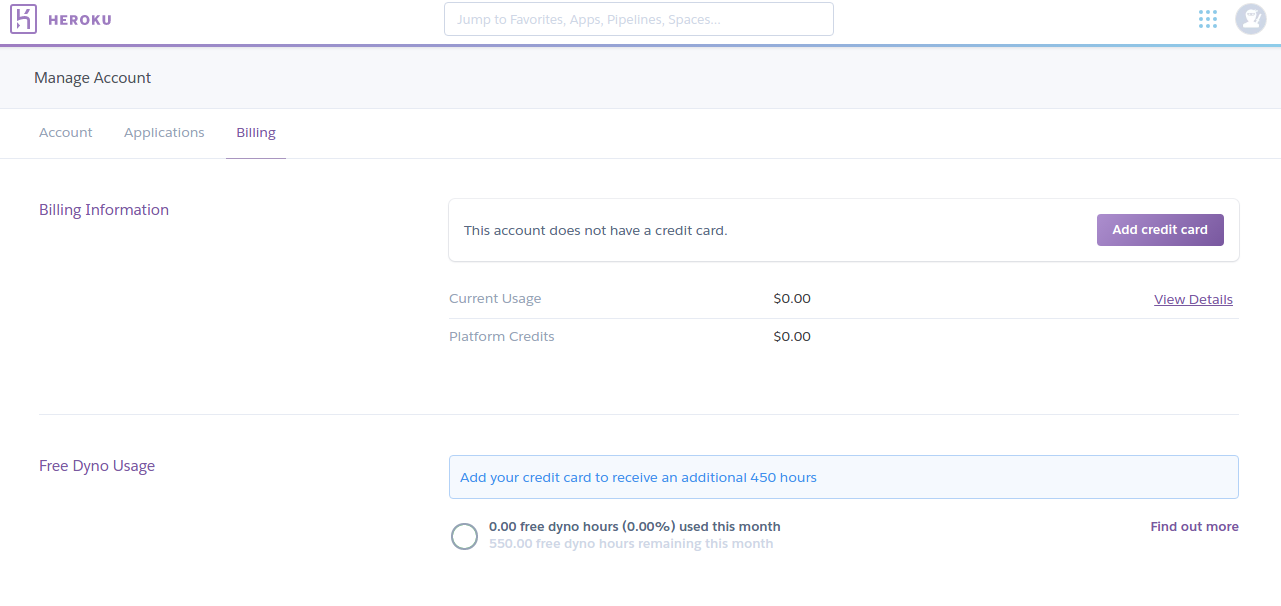 HEROKU
Jump to Favorites, Apps, Pipelines, Spaces...
Manage Account
Account Applications Billing
Billing Information
This account does not have a credit card.
Add credit card
Current Usage $0.00 View Details
Platform Credits $0.00
Free Dyno Usage
Add your credit card to receive an additional 450 hours
0.00 free dyno hours (0.00%) used this month
Find out more
550.00 free dyno hours remaining this month